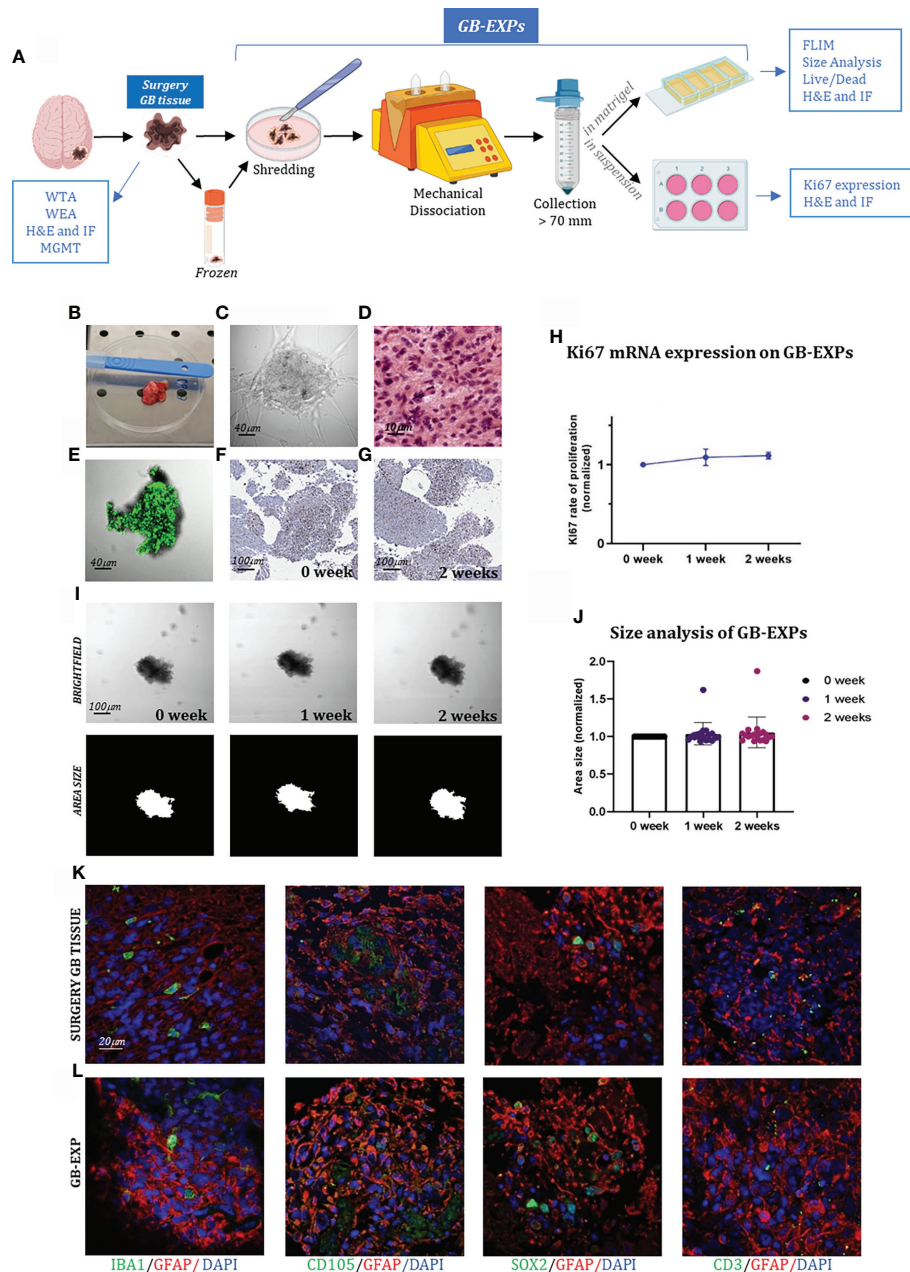 GB-EXPs
A
Surgery
GB tissue
FLIM
Size Analysis
Live/Dead
H&E and IF
in matrigel
in suspension
Shredding
Mechanical
Dissociation
Collection
> 70 mm
WTA
WEA
H&E and IF
MGMT
Frozen
1 2 3
A
B
Ki67 expression
H&E and IF
B
C
40µm
D
10µm
E
40µm
F
100µm
0 week
G
100µm
2 weeks
H
Ki67 mRNA expression on GB-EXPs
Ki67 rate of proliferation
(normalized)
1
0
0 week
1 week
2 weeks
I
BRIGHTFIELD
100µm
0 week
1 week
2 weeks
AREA SIZE
J
Size analysis of GB-EXPs
Area size (normalized)
2.0
1.5
1.0
0.5
0.0
0 week
1 week
2 weeks
0 week
1 week
2 weeks
K
SURGERY GB TISSUE
20µm
L
GB-EXP
IBA1/GFAP/ DAPI
CD105/GFAP/DAPI
SOX2/GFAP/DAPI
CD3/GFAP/DAPI